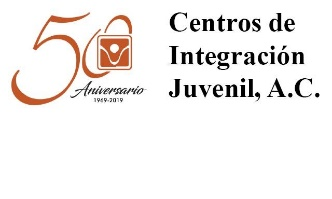 50
Aniversario
1969-2019
Centros de
Integración
Juvenil, A.C.